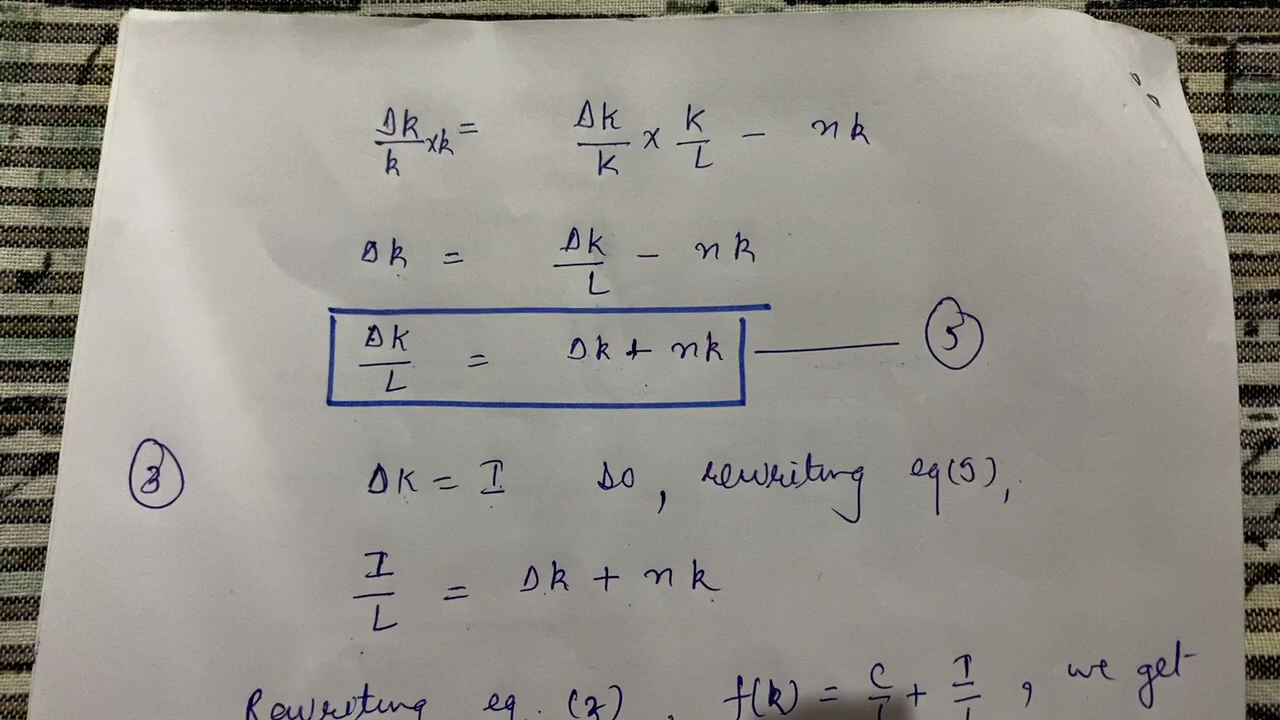 Δk/k × k = ΔK/K × K/L − nk
Δk = ΔK/L − nk
ΔK/L = Δk + nk ——— (5)
(3) ΔK = I so, rewriting eq(5),
I/L = Δk + nk
Rewriting eq. (2), f(k) = C/L + I/L, we get